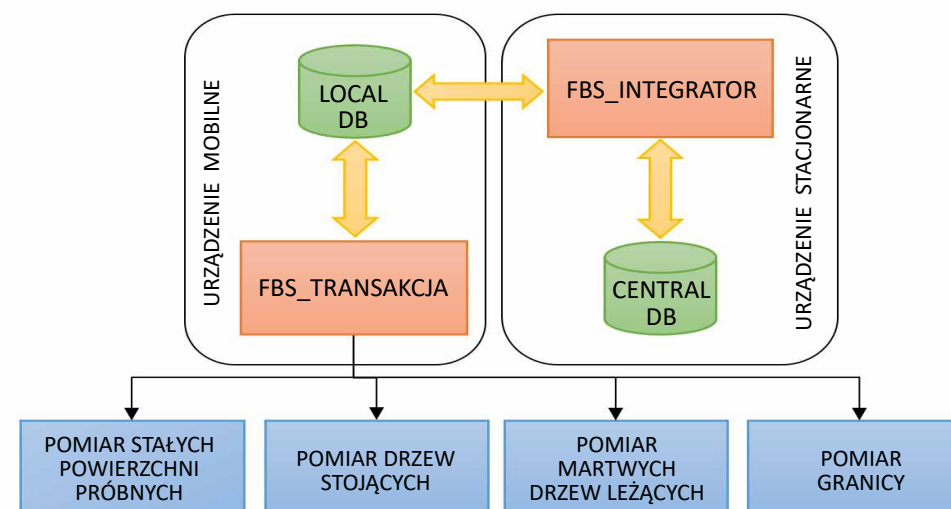 URZĄDZENIE MOBILNE
LOCAL
DB
FBS_TRANSAKCJA
FBS_INTEGRATOR
CENTRAL
DB
URZĄDZENIE STACJONARNE
POMIAR STAŁYCH
POWIERZCHNI
PRÓBNYCH
POMIAR DRZEW
STOJĄCYCH
POMIAR
MARTWYCH
DRZEW LEŻĄCYCH
POMIAR
GRANICY